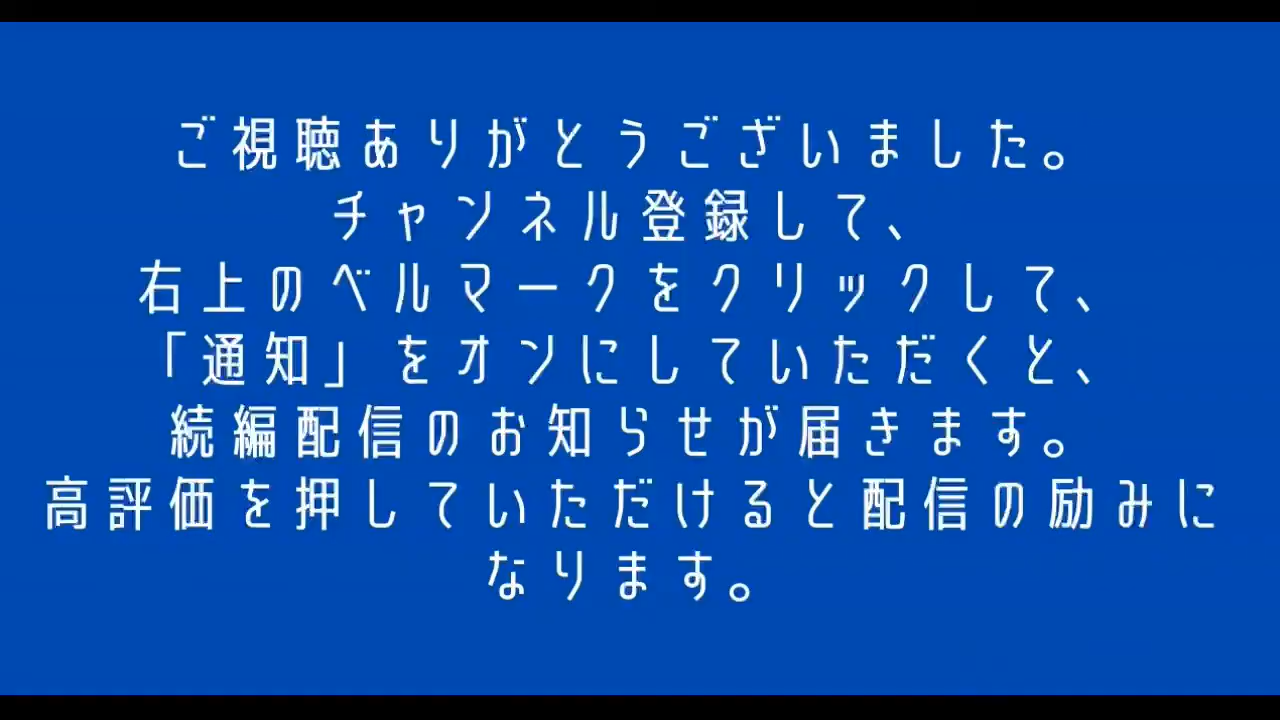 ご視聴ありがとうございました。
チャンネル登録して、
右上のベルマークをクリックして、
「通知」をオンにしていただくと、
続編配信のお知らせが届きます。
高評価を押していただけると配信の励みに
なります。